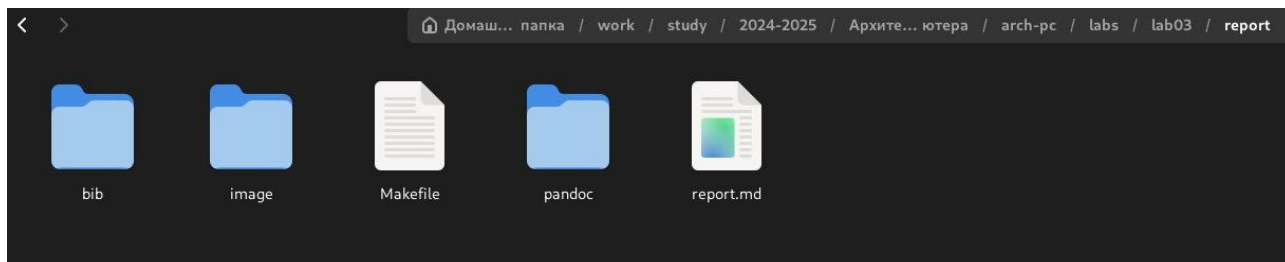 Домаш... папка / work / study / 2024-2025 / Архите... ютера / arch-pc / labs / lab03 / report
bib image Makefile pandoc report.md